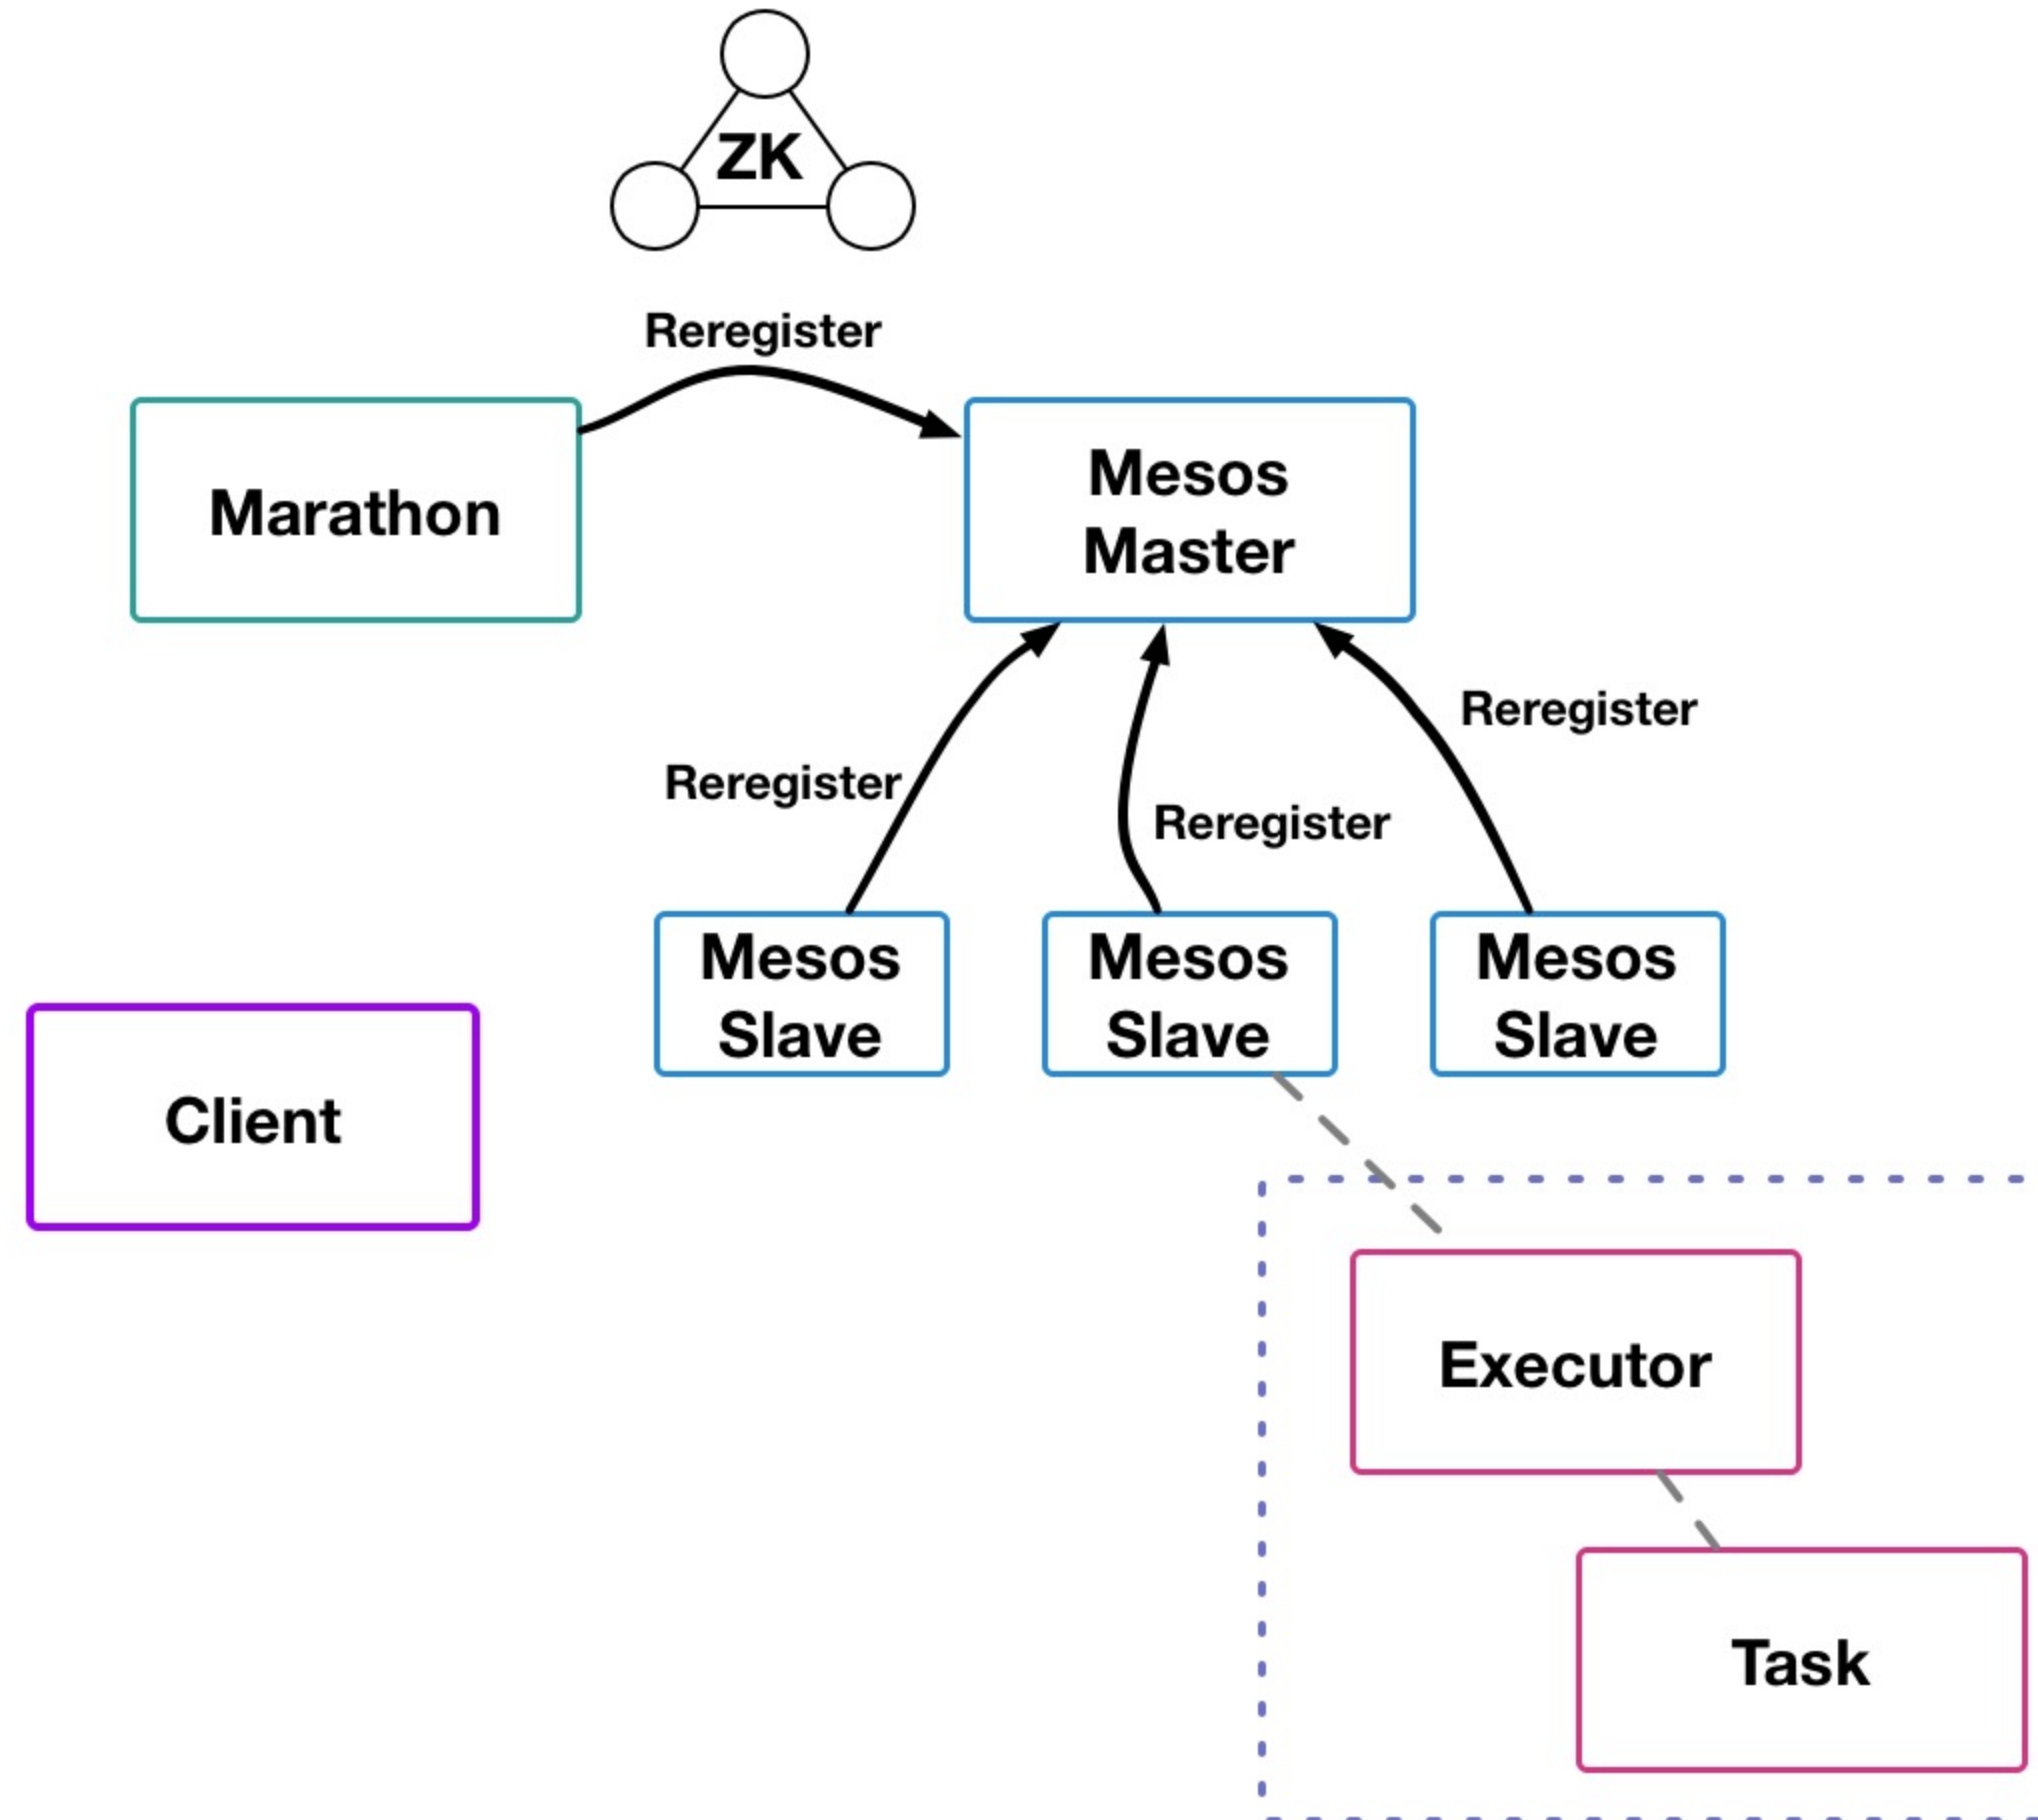 ZK
Reregister
Marathon
Mesos
Master
Reregister
Reregister
Reregister
Mesos
Slave
Mesos
Slave
Mesos
Slave
Client
Executor
Task